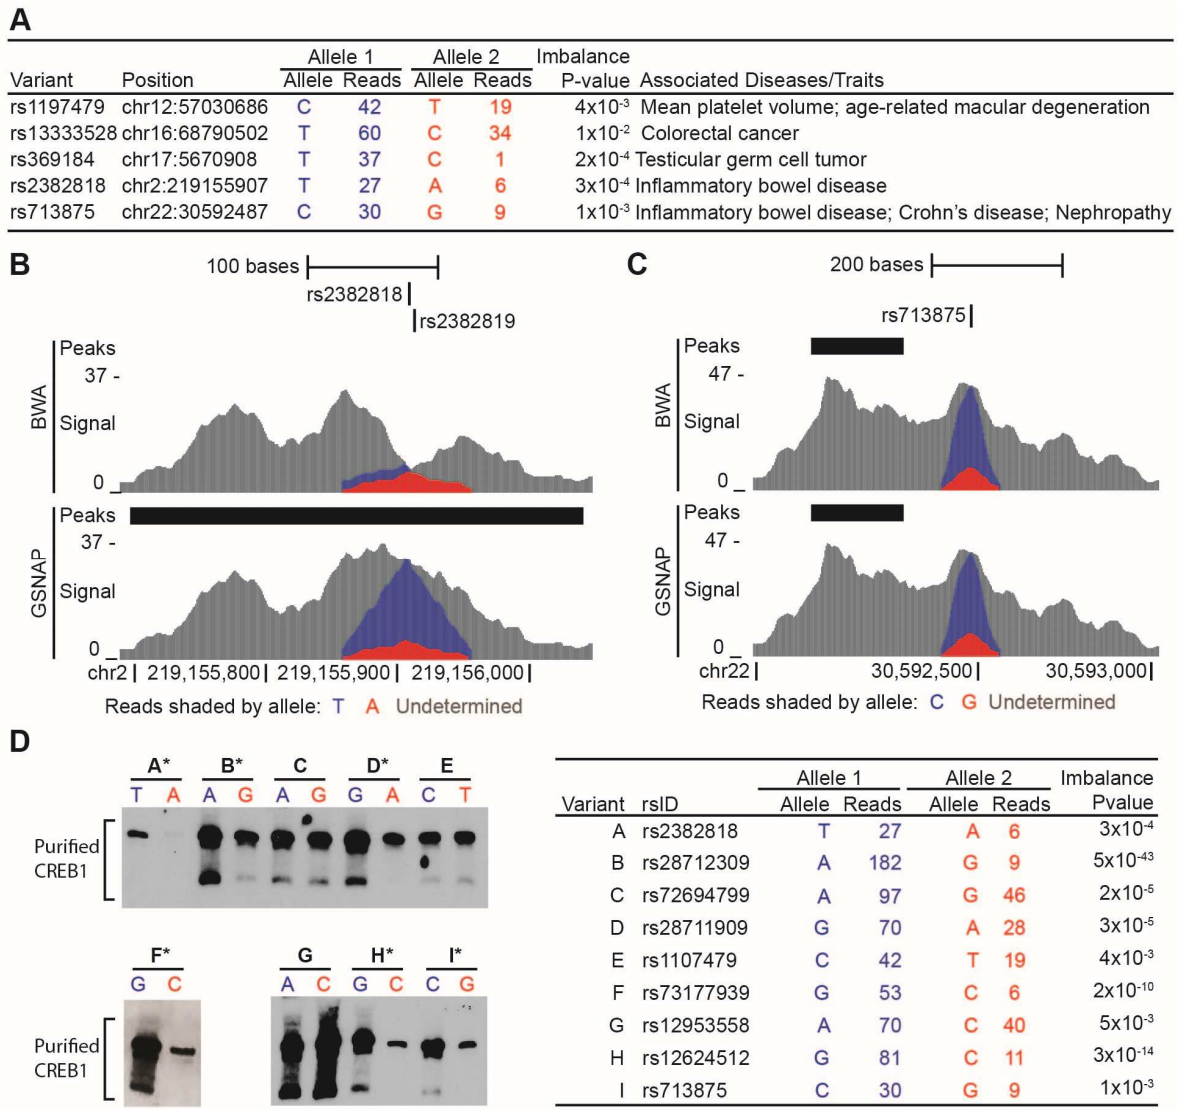 A
Allele 1 Allele 2 Imbalance
Variant Position Allele Reads Allele Reads P-value Associated Diseases/Traits
rs1197479 chr12:57030686 C 42 T 19 4x10-3 Mean platelet volume; age-related macular degeneration
rs13333528 chr16:68790502 T 60 C 34 1x10-2 Colorectal cancer
rs369184 chr17:5670908 T 37 C 1 2x10-4 Testicular germ cell tumor
rs2382818 chr2:219155907 T 27 A 6 3x10-4 Inflammatory bowel disease
rs713875 chr22:30592487 C 30 G 9 1x10-3 Inflammatory bowel disease; Crohn's disease; Nephropathy
B
100 bases
rs2382818
rs2382819
BWA
Peaks
37 -
Signal
0 _
GSNAP
Peaks
37 -
Signal
0 _
chr2 219,155,800 219,155,900 219,156,000
Reads shaded by allele: T A Undetermined
C
200 bases
rs713875
BWA
Peaks
47 -
Signal
0 _
GSNAP
Peaks
47 -
Signal
0 _
chr22 30,592,500 30,593,000
Reads shaded by allele: C G Undetermined
D
A* B* C D* E
T A A G A G G A C T
Purified
CREB1
F* G H* I*
G C A C G C C G
Purified
CREB1
Allele 1 Allele 2 Imbalance
Variant rsID Allele Reads Allele Reads Pvalue
A rs2382818 T 27 A 6 3x10-4
B rs28712309 A 182 G 9 5x10-43
C rs72694799 A 97 G 46 2x10-5
D rs28711909 G 70 A 28 3x10-5
E rs1107479 C 42 T 19 4x10-3
F rs73177939 G 53 C 6 2x10-10
G rs12953558 A 70 C 40 5x10-3
H rs12624512 G 81 C 11 3x10-14
I rs713875 C 30 G 9 1x10-3